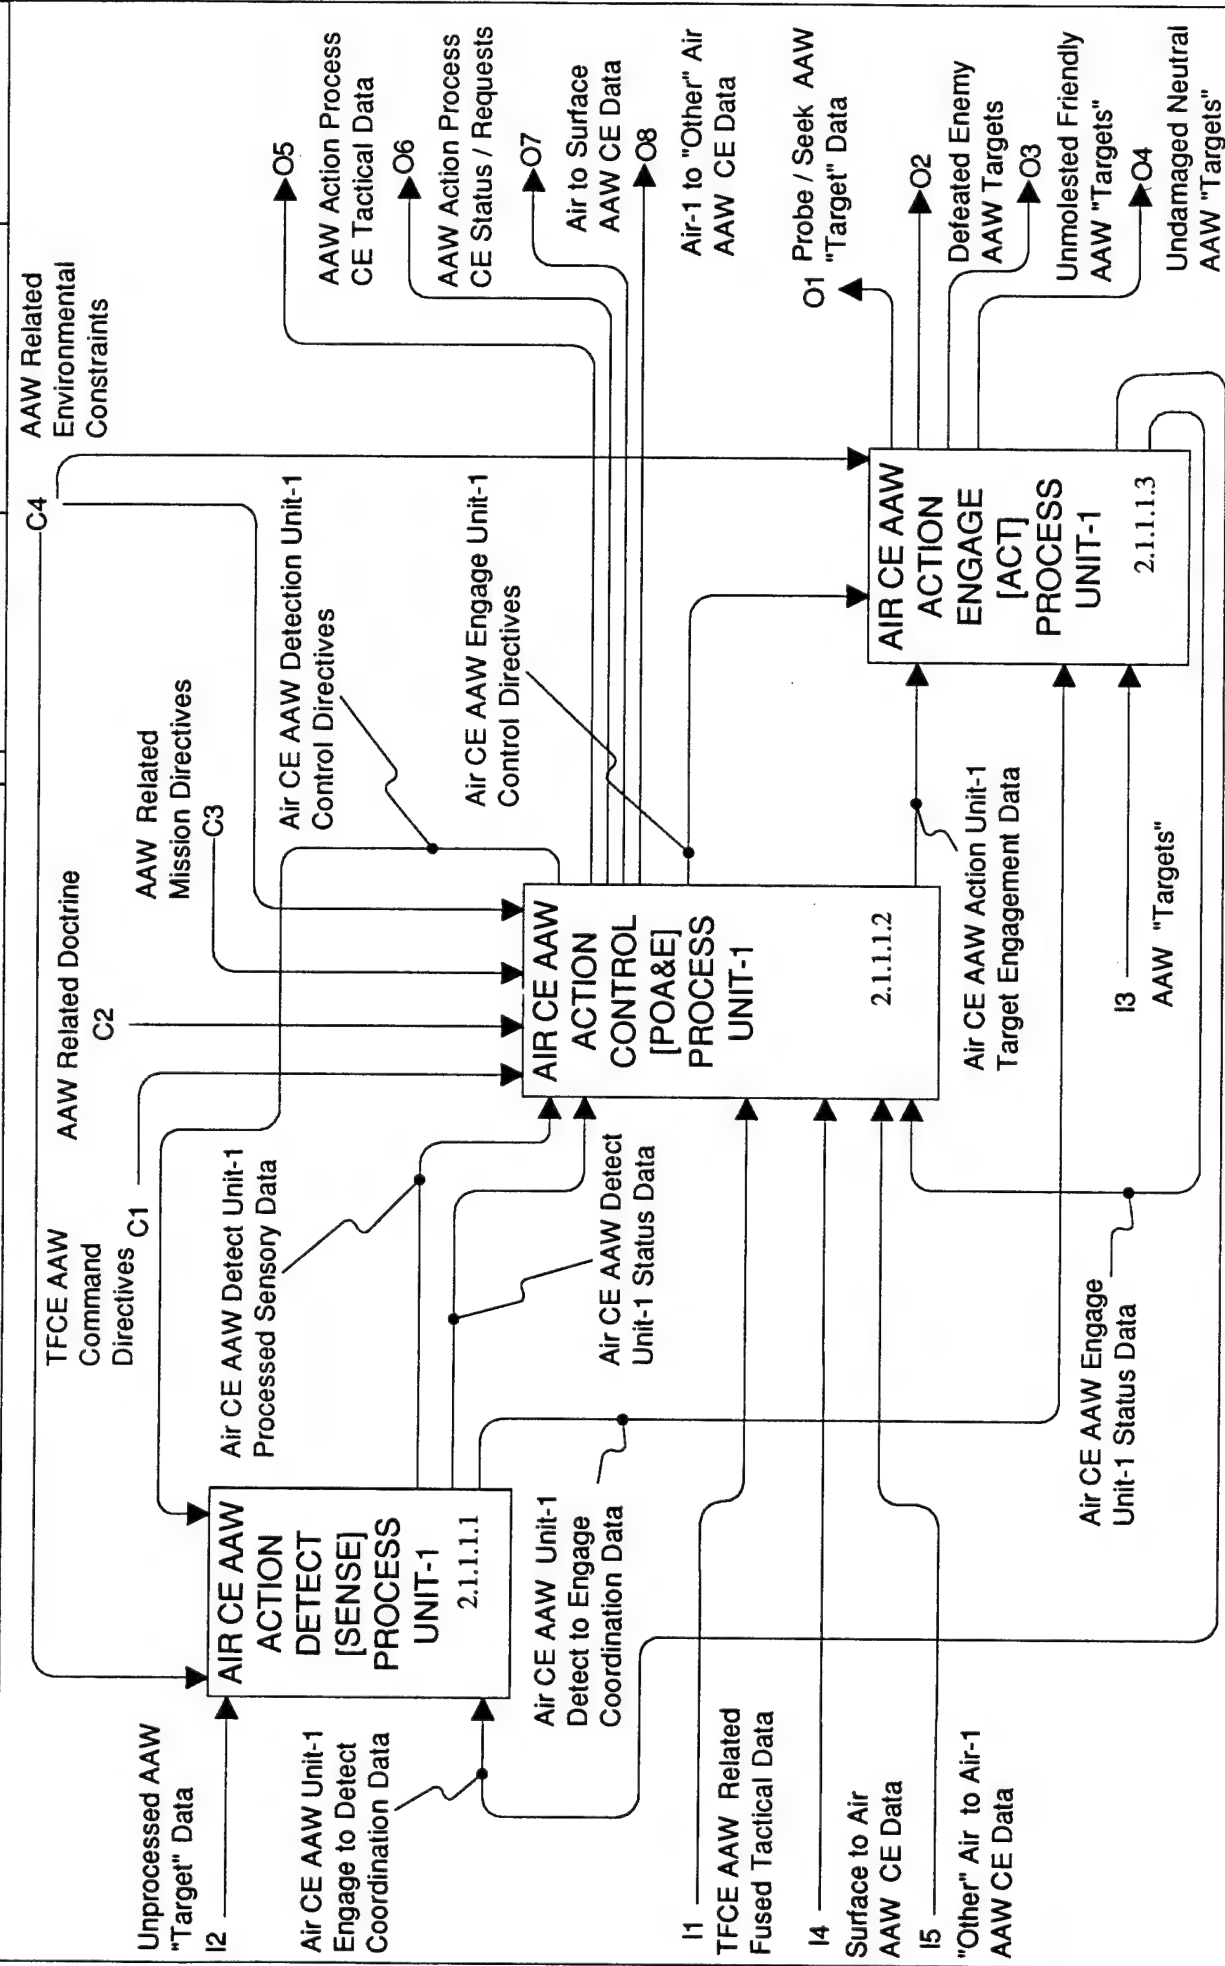 AAW Related
Environmental
Constraints
C4
AAW Related
Mission Directives
C3
AAW Related Doctrine
C2
TFCE AAW
Command
Directives
C1
Unprocessed AAW
"Target" Data
I2
AIR CE AAW
ACTION
DETECT
[SENSE]
PROCESS
UNIT-1
2.1.1.1.1
Air CE AAW Unit-1
Engage to Detect
Coordination Data
Air CE AAW Detect Unit-1
Processed Sensory Data
Air CE AAW Detect
Unit-1 Status Data
Air CE AAW Unit-1
Detect to Engage
Coordination Data
Air CE AAW Detection Unit-1
Control Directives
Air CE AAW Engage Unit-1
Control Directives
AIR CE AAW
ACTION
CONTROL
[POA&E]
PROCESS
UNIT-1
2.1.1.1.2
I1
TFCE AAW Related
Fused Tactical Data
I4
Surface to Air
AAW CE Data
I5
"Other" Air to Air-1
AAW CE Data
Air CE AAW Action Unit-1
Target Engagement Data
I3
AAW "Targets"
Air CE AAW Engage
Unit-1 Status Data
AIR CE AAW
ACTION
ENGAGE
[ACT]
PROCESS
UNIT-1
2.1.1.1.3
O5
AAW Action Process
CE Tactical Data
O6
AAW Action Process
CE Status / Requests
O7
Air to Surface
AAW CE Data
O8
Air-1 to "Other" Air
AAW CE Data
O1
Probe / Seek AAW
"Target" Data
O2
Defeated Enemy
AAW Targets
O3
Unmolested Friendly
AAW "Targets"
O4
Undamaged Neutral
AAW "Targets"